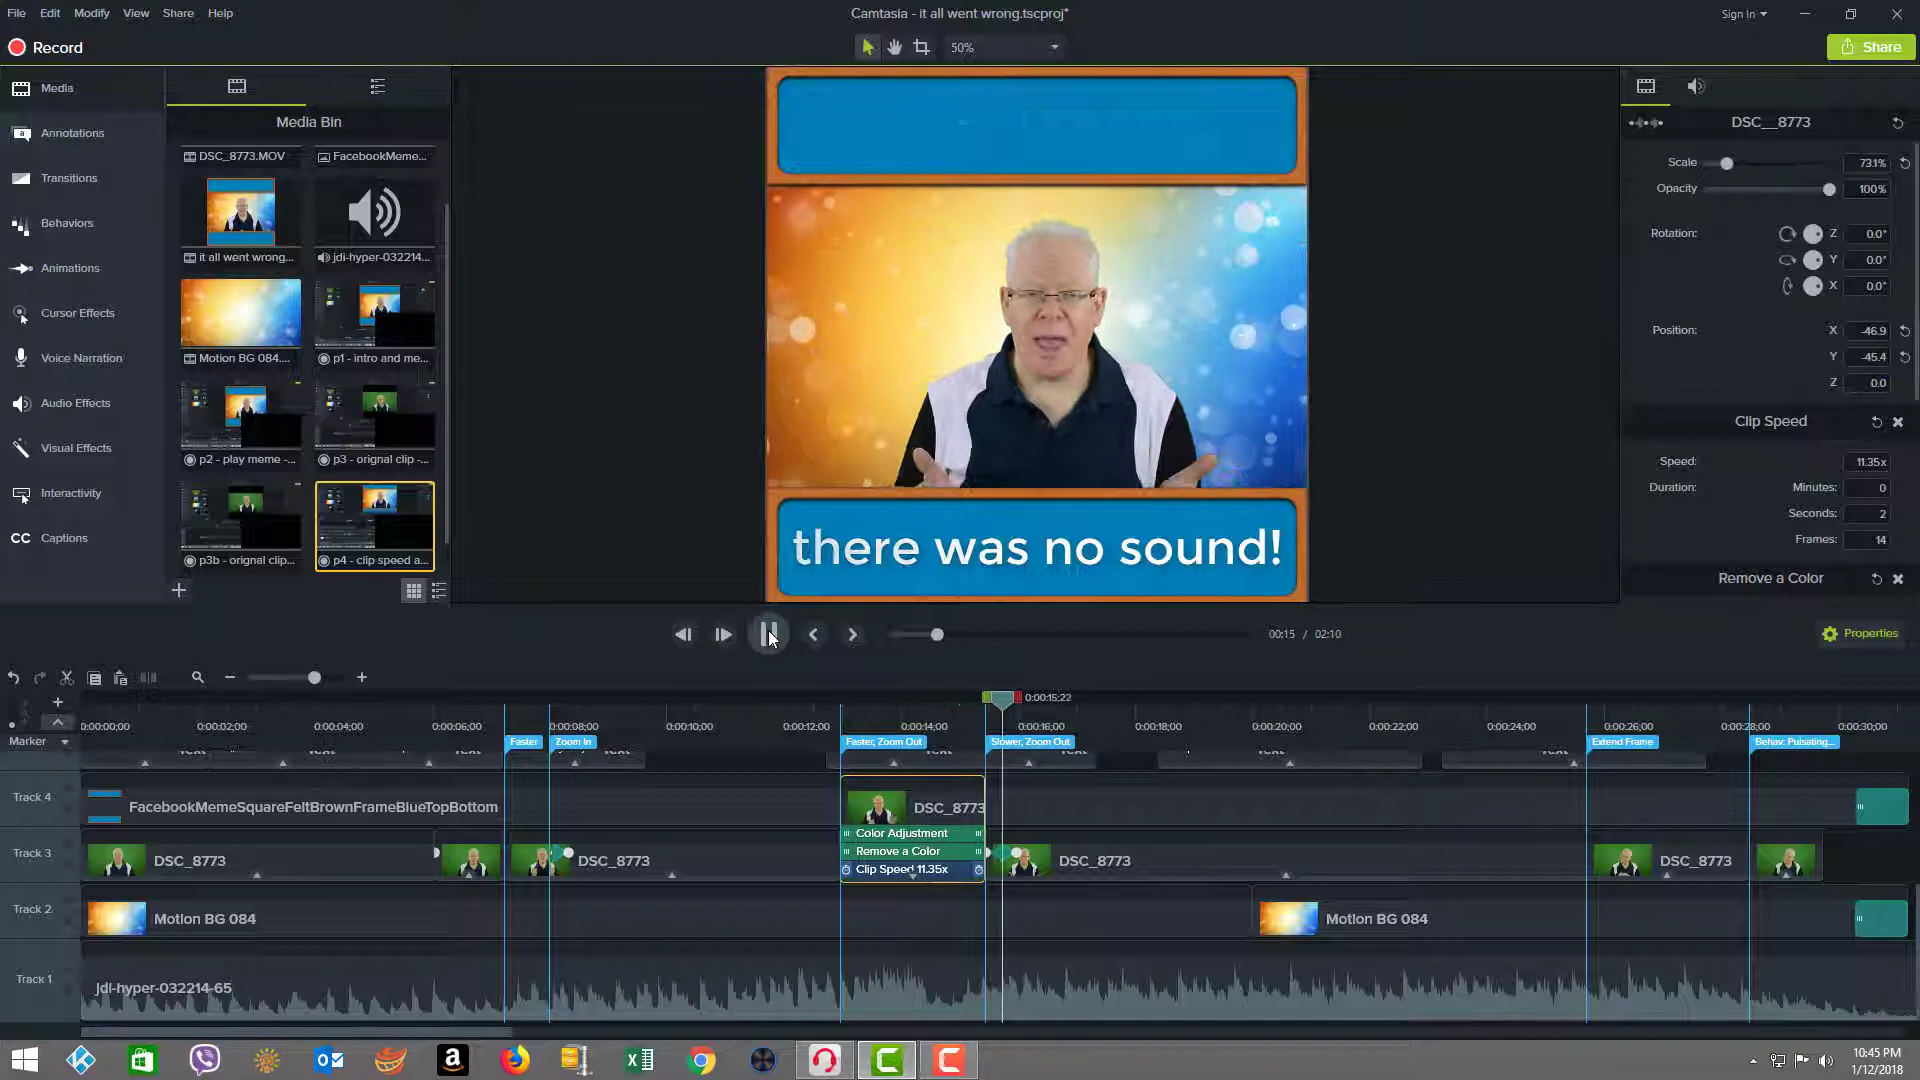 File Edit Modify View Share Help
Camtasia - it all went wrong.tscproj*
Sign In
Record
50%
Share
Media
Annotations
Transitions
Behaviors
Animations
Cursor Effects
Voice Narration
Audio Effects
Visual Effects
Interactivity
CC Captions
Media Bin
DSC_8773.MOV
FacebookMeme...
it all went wrong...
jdi-hyper-032214...
Motion BG 084....
p1 - intro and me...
p2 - play meme -...
p3 - orignal clip -...
p3b - orignal clip...
p4 - clip speed a...
there was no sound!
DSC__8773
Scale 73.1%
Opacity 100%
Rotation: Z 0.0°
Y 0.0°
X 0.0°
Position: X -46.9
Y -45.4
Z 0.0
Clip Speed
Speed: 11.35x
Duration: Minutes: 0
Seconds: 2
Frames: 14
Remove a Color
00:15 / 02:10
Properties
0:00:15;22
0:00:00;00 0:00:02;00 0:00:04;00 0:00:06;00 0:00:08;00 0:00:10;00 0:00:12;00 0:00:14;00 0:00:16;00 0:00:18;00 0:00:20;00 0:00:22;00 0:00:24;00 0:00:26;00 0:00:28;00 0:00:30;00
Marker
Faster Zoom In Faster, Zoom Out Slower, Zoom Out Extend Frame Behav: Pulsating...
Track 4
FacebookMemeSquareFeltBrownFrameBlueTopBottom
DSC_8773
Color Adjustment
Remove a Color
Clip Speed 11.35x
Track 3
DSC_8773
DSC_8773
DSC_8773
DSC_8773
Track 2
Motion BG 084
Motion BG 084
Track 1
jdi-hyper-032214-65
10:45 PM
1/12/2018